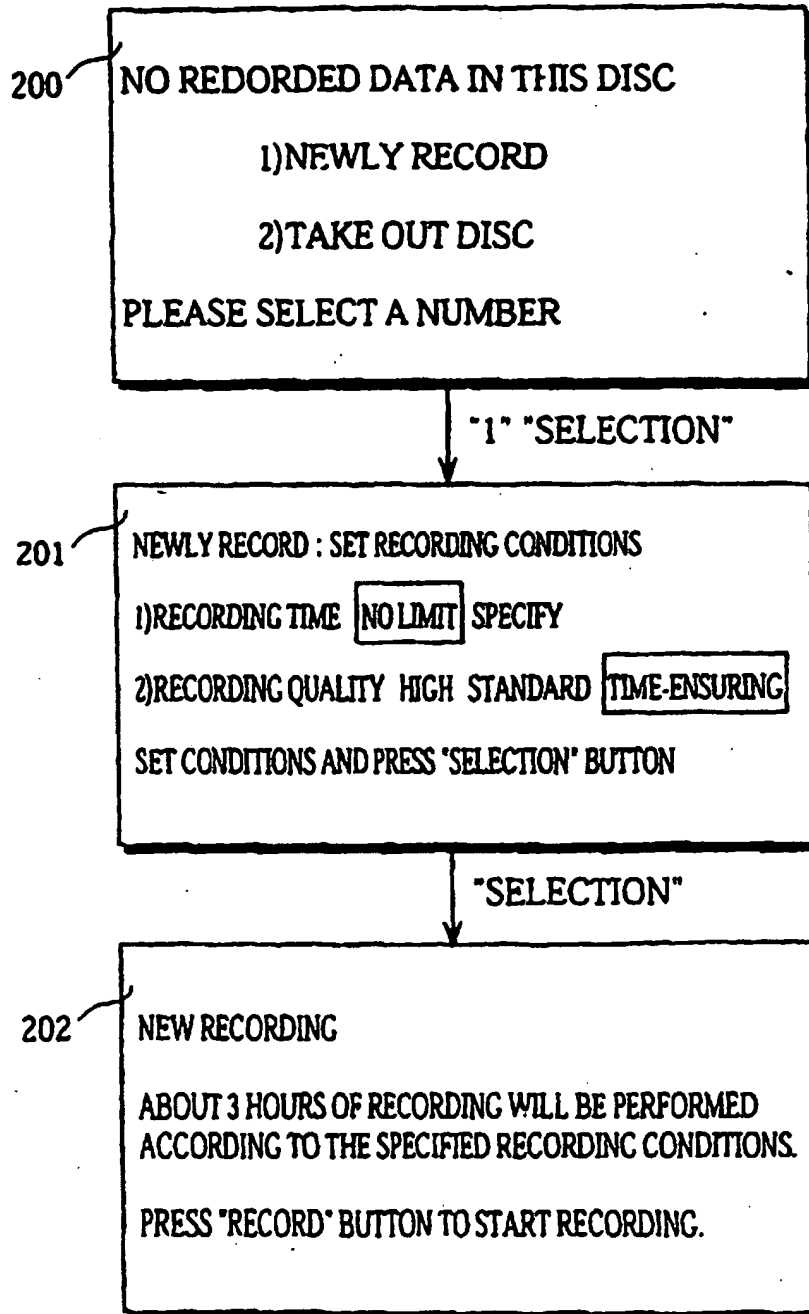 200
NO REDORDED DATA IN THIS DISC
1)NEWLY RECORD
2)TAKE OUT DISC
PLEASE SELECT A NUMBER
"1" "SELECTION"
201
NEWLY RECORD : SET RECORDING CONDITIONS
1)RECORDING TIME NO LIMIT SPECIFY
2)RECORDING QUALITY HIGH STANDARD TIME-ENSURING
SET CONDITIONS AND PRESS "SELECTION" BUTTON
"SELECTION"
202
NEW RECORDING
ABOUT 3 HOURS OF RECORDING WILL BE PERFORMED
ACCORDING TO THE SPECIFIED RECORDING CONDITIONS.
PRESS "RECORD" BUTTON TO START RECORDING.